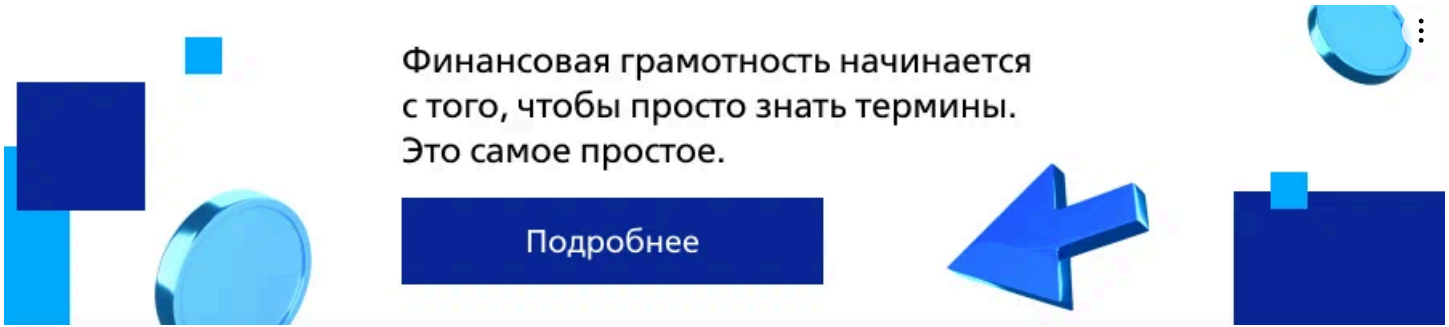 Финансовая грамотность начинается
с того, чтобы просто знать термины.
Это самое простое.
Подробнее